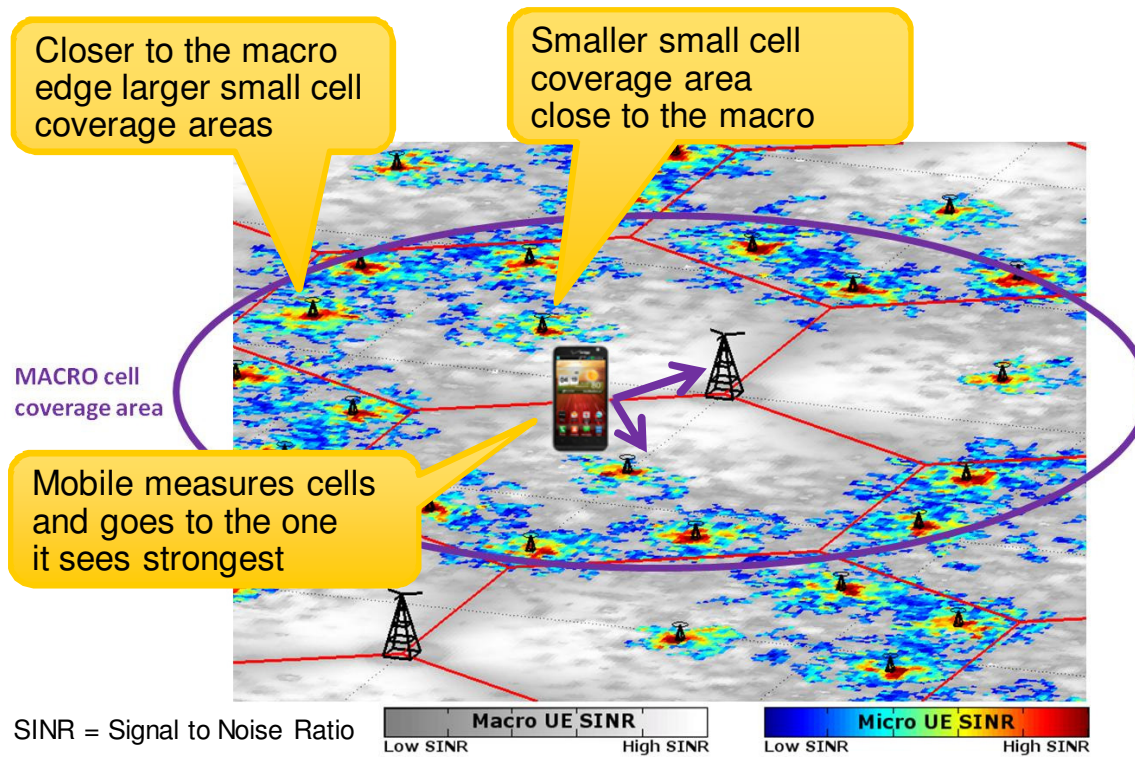 Closer to the macro
edge larger small cell
coverage areas
Smaller small cell
coverage area
close to the macro
MACRO cell
coverage area
Mobile measures cells
and goes to the one
it sees strongest
SINR = Signal to Noise Ratio
Macro UE SINR
Low SINR
High SINR
Micro UE SINR
Low SINR
High SINR